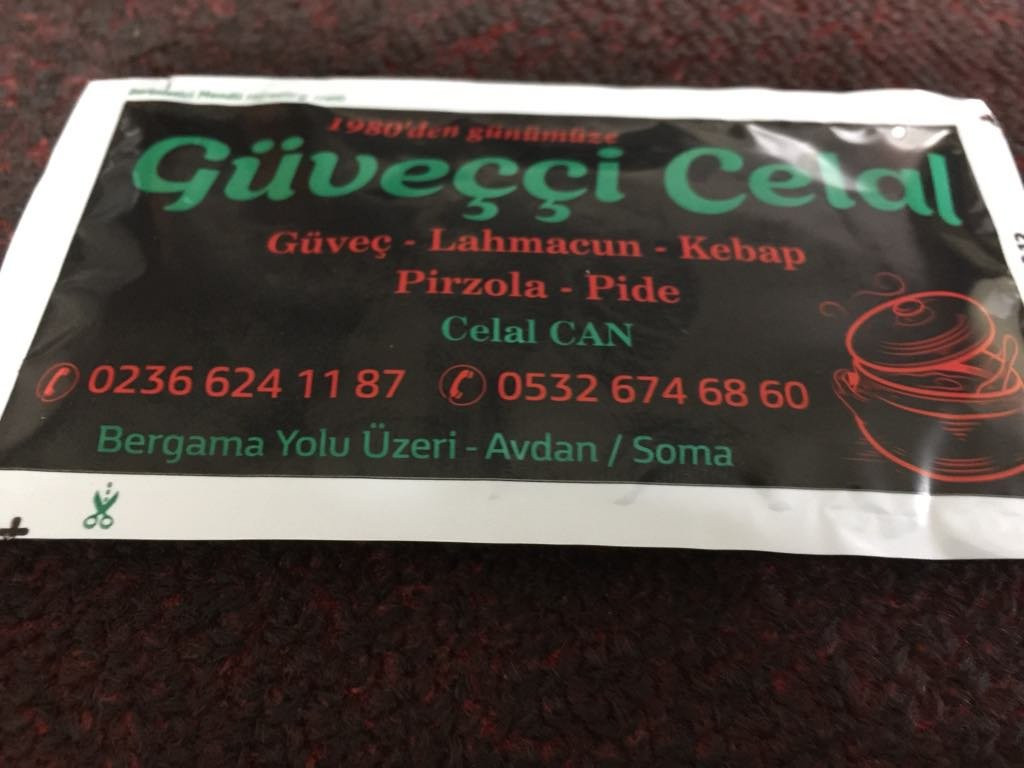 1980'den günümüze
Güveççi Celal
Güveç - Lahmacun - Kebap
Pirzola - Pide
Celal CAN
0236 624 11 87 0532 674 68 60
Bergama Yolu Üzeri - Avdan / Soma